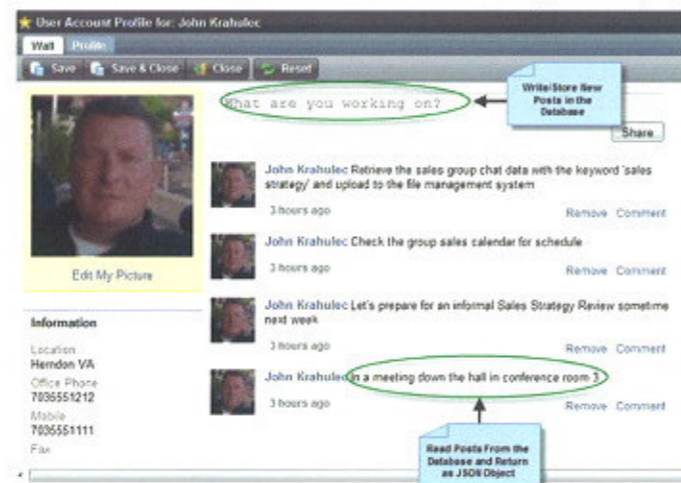 User Account Profile for: John Krahulec
Wall Profile
Save Save & Close Close Reset
What are you working on?
Write/Store New
Posts in the
Database
Share
John Krahulec Retrieve the sales group chat data with the keyword 'sales
strategy' and upload to the file management system
3 hours ago Remove Comment
John Krahulec Check the group sales calendar for schedule
3 hours ago Remove Comment
John Krahulec Let's prepare for an informal Sales Strategy Review sometime
next week
3 hours ago Remove Comment
John Krahulec In a meeting down the hall in conference room 3
3 hours ago Remove Comment
Edit My Picture
Information
Location
Herndon VA
Office Phone
7035551212
Mobile
7035551111
Fax
Read Posts From the
Database and Return
as JSON Object